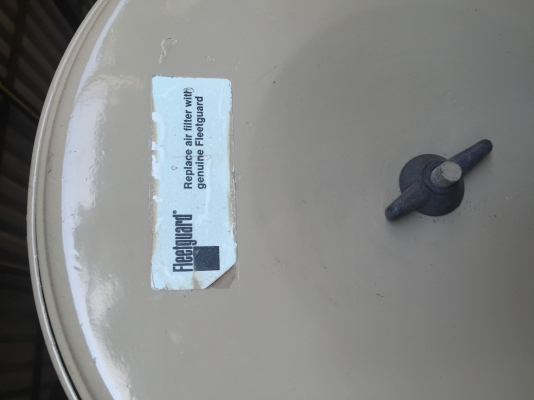 Fleetguard®
Replace air filter with
genuine Fleetguard